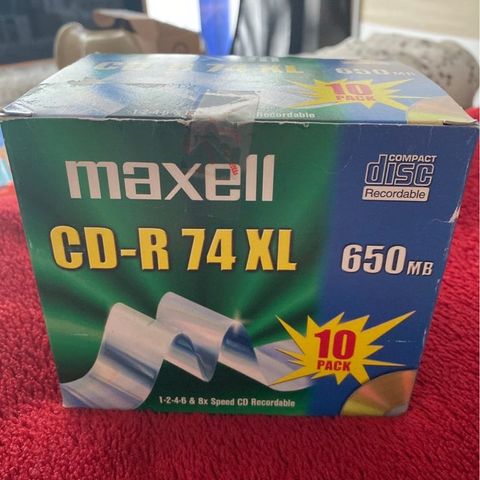 CD-R 74 XL
650 MB
10
PACK
Recordable
maxell
COMPACT
disc
Recordable
CD-R 74 XL
650 MB
10
PACK
1-2-4-6 & 8x Speed CD Recordable